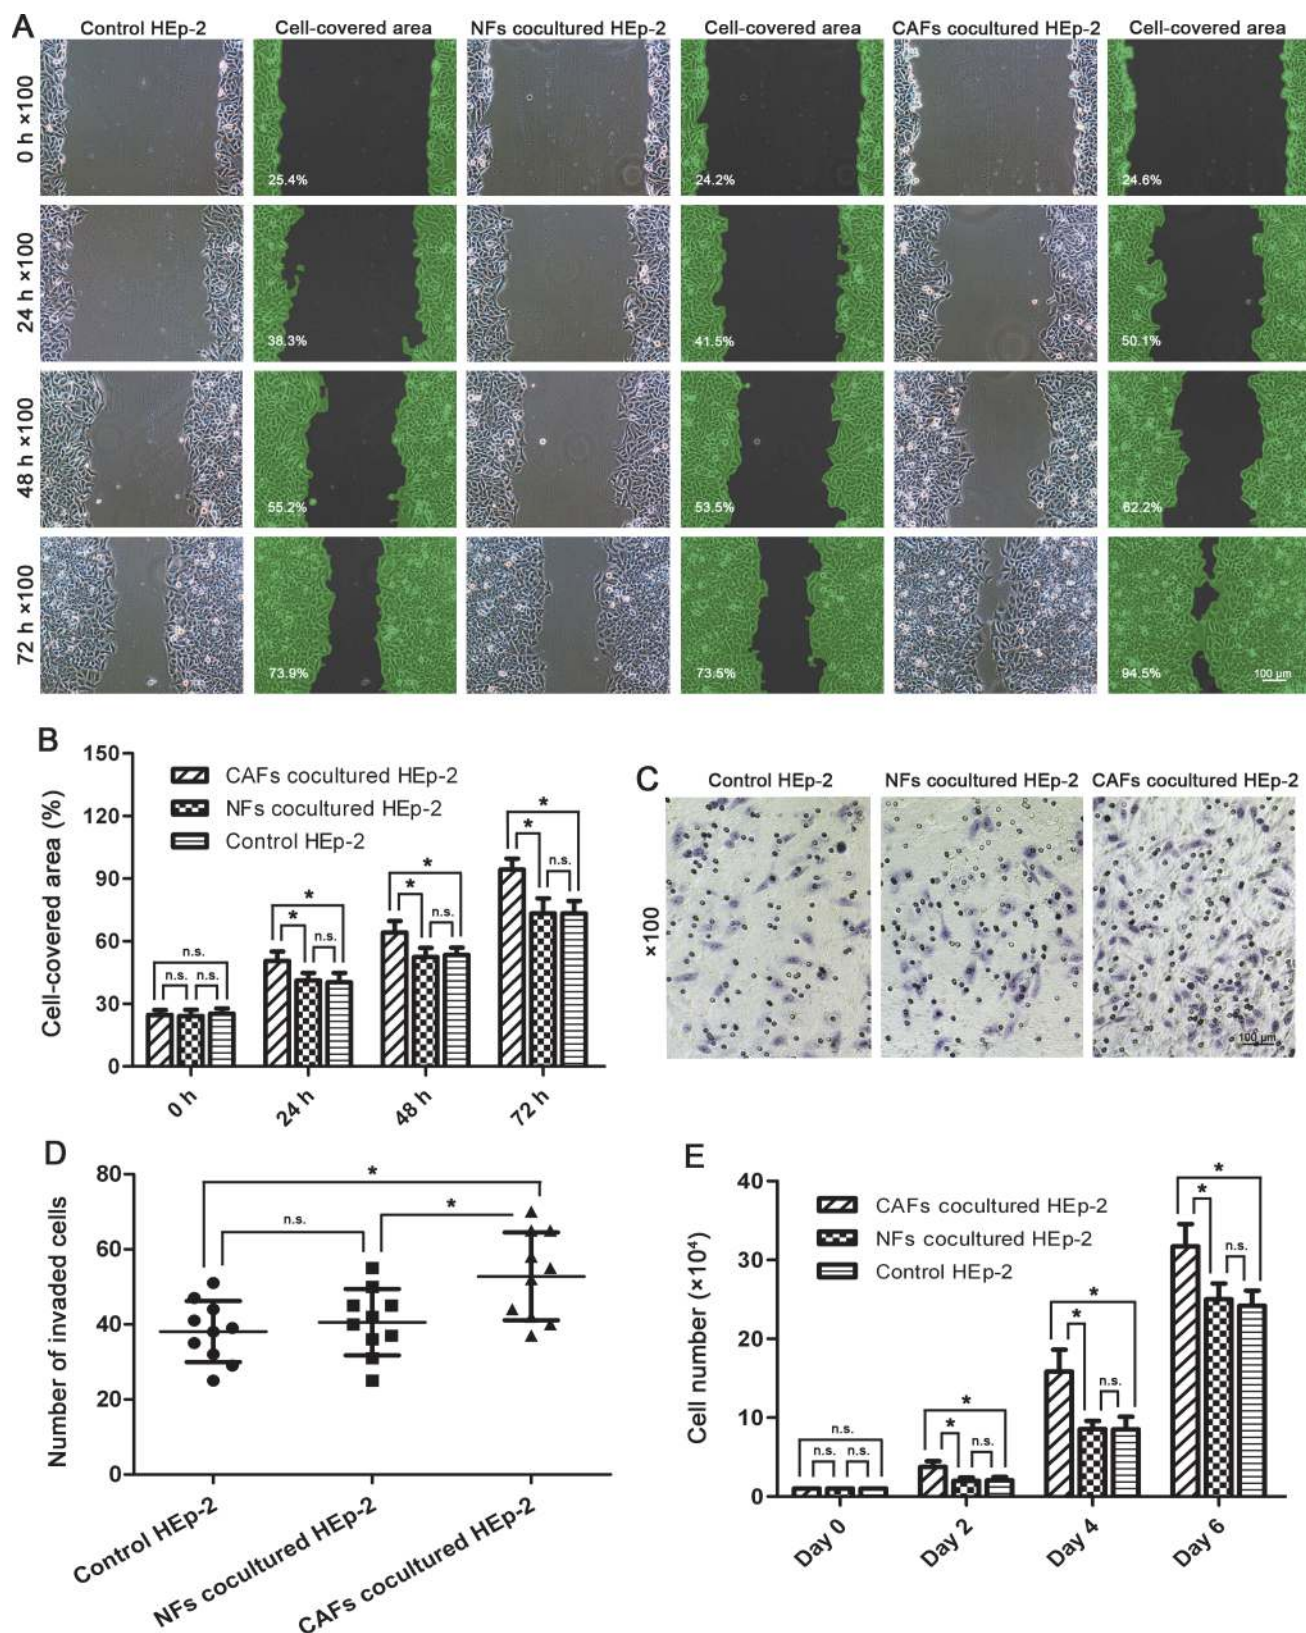 A
Control HEp-2 Cell-covered area NFs cocultured HEp-2 Cell-covered area CAFs cocultured HEp-2 Cell-covered area
0 h ×100
25.4% 24.2% 24.6%
24 h ×100
38.3% 41.5% 50.1%
48 h ×100
55.2% 53.5% 62.2%
72 h ×100
73.9% 73.5% 94.5% 100 μm
B
Cell-covered area (%)
150
120
90
60
30
0
CAFs cocultured HEp-2
NFs cocultured HEp-2
Control HEp-2
n.s.
n.s. n.s.
*
* n.s.
*
* n.s.
*
* n.s.
0 h 24 h 48 h 72 h
C
Control HEp-2 NFs cocultured HEp-2 CAFs cocultured HEp-2
×100
100 μm
D
Number of invaded cells
80
60
40
20
0
*
n.s. *
Control HEp-2
NFs cocultured HEp-2
CAFs cocultured HEp-2
E
Cell number (×10⁴)
40
30
20
10
0
CAFs cocultured HEp-2
NFs cocultured HEp-2
Control HEp-2
n.s.
n.s. n.s.
*
* n.s.
*
* n.s.
*
* n.s.
Day 0 Day 2 Day 4 Day 6